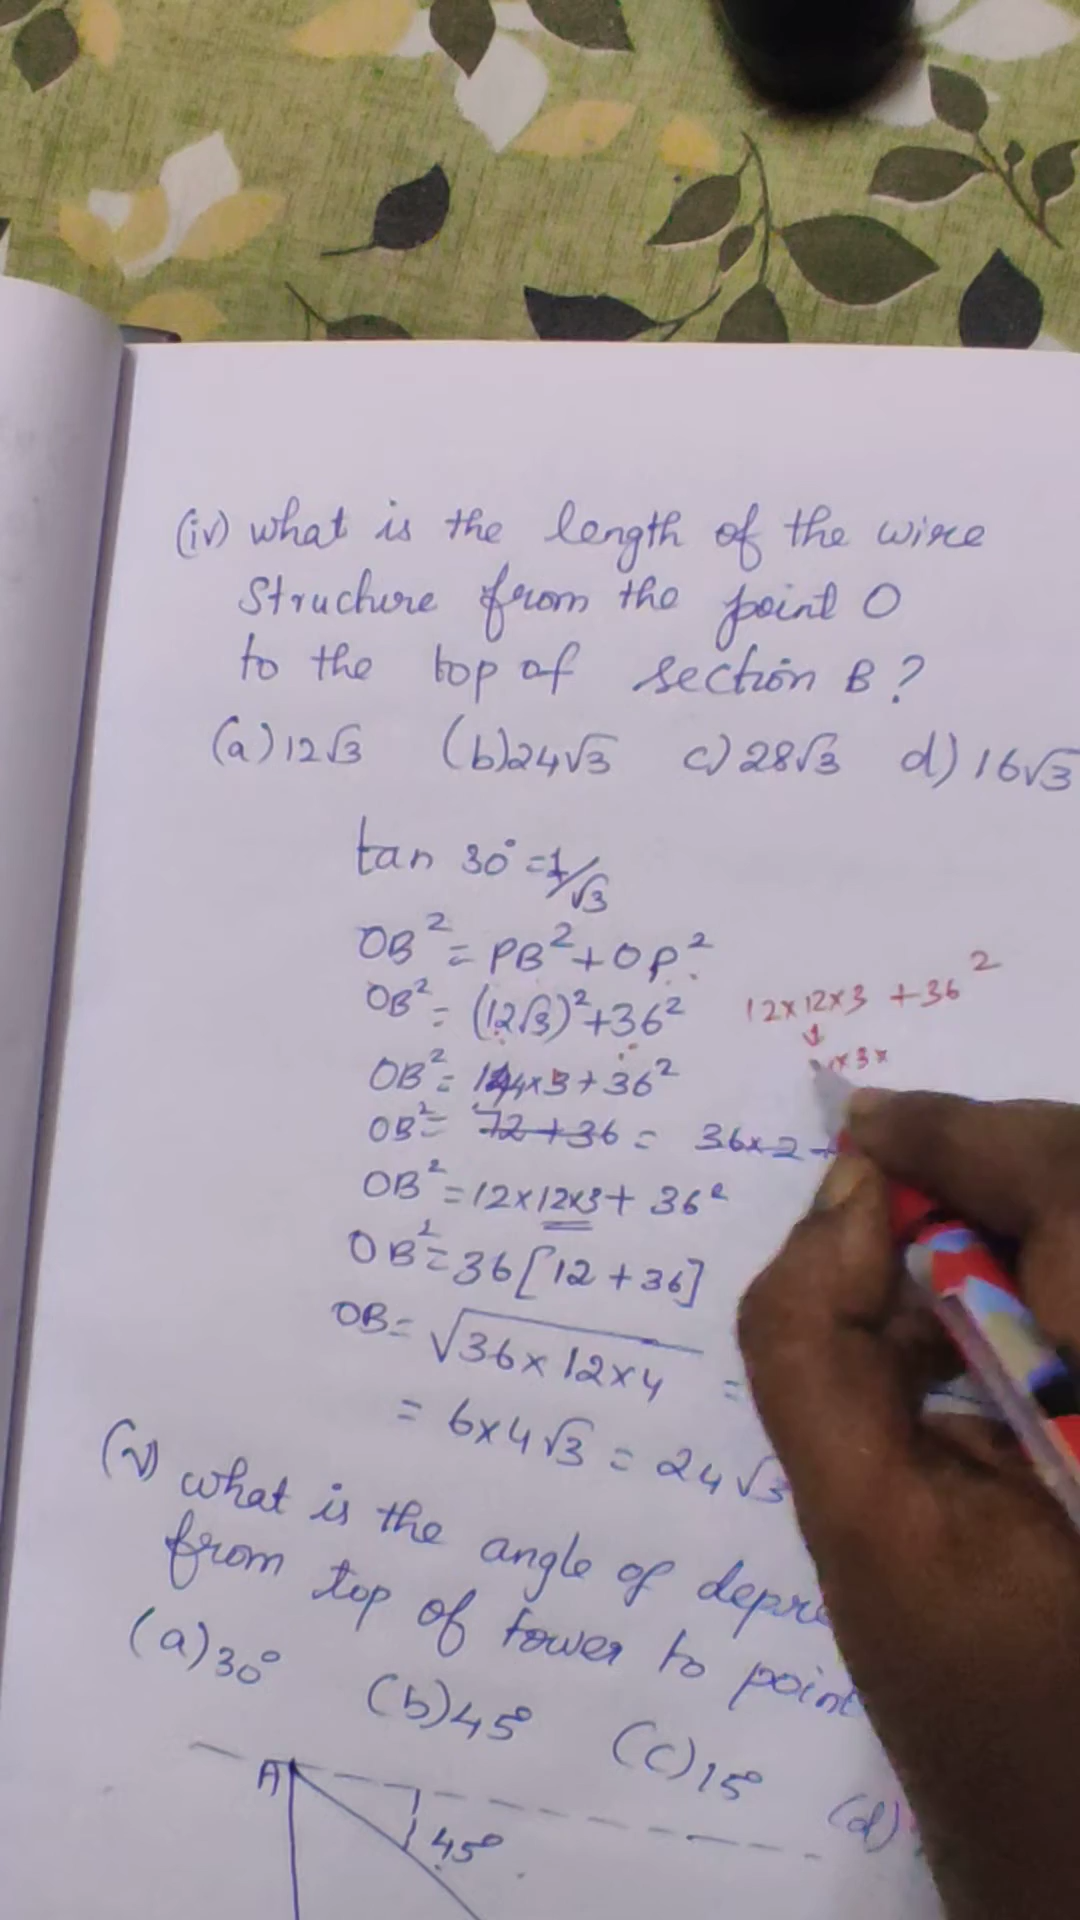 (iv) what is the length of the wire
structure from the point O
to the top of section B?
(a) 12√3 (b) 24√3 c) 28√3 d) 16√3
tan 30° = 1/√3
OB² = PB² + OP²
OB² = (12√3)² + 36²
12×12×3 + 36²
↓
×3×
OB² = 144×3 + 36²
OB² = 72 + 36 = 36×2+
OB² = 12×12×3 + 36²
OB² = 36[12 + 36]
OB = √36×12×4 =
= 6×4√3 = 24√3
(v) what is the angle of
from top of tower to point
(a) 30° (b) 45° (c) 15° (d)
A
45°